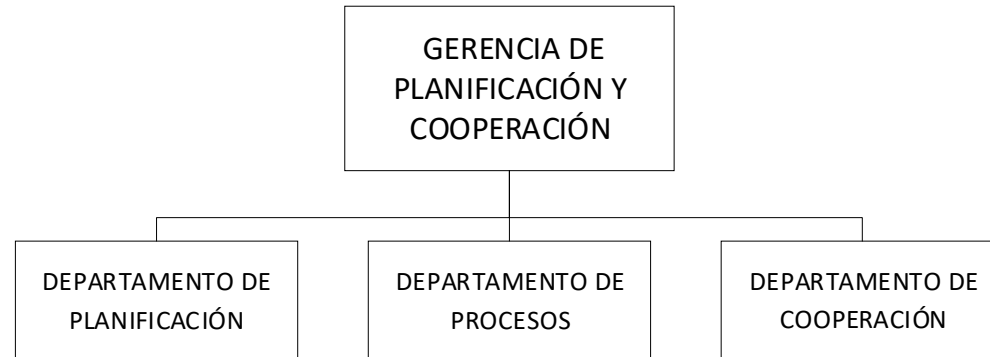 GERENCIA DE
PLANIFICACIÓN Y
COOPERACIÓN
DEPARTAMENTO DE
PLANIFICACIÓN
DEPARTAMENTO DE
PROCESOS
DEPARTAMENTO DE
COOPERACIÓN